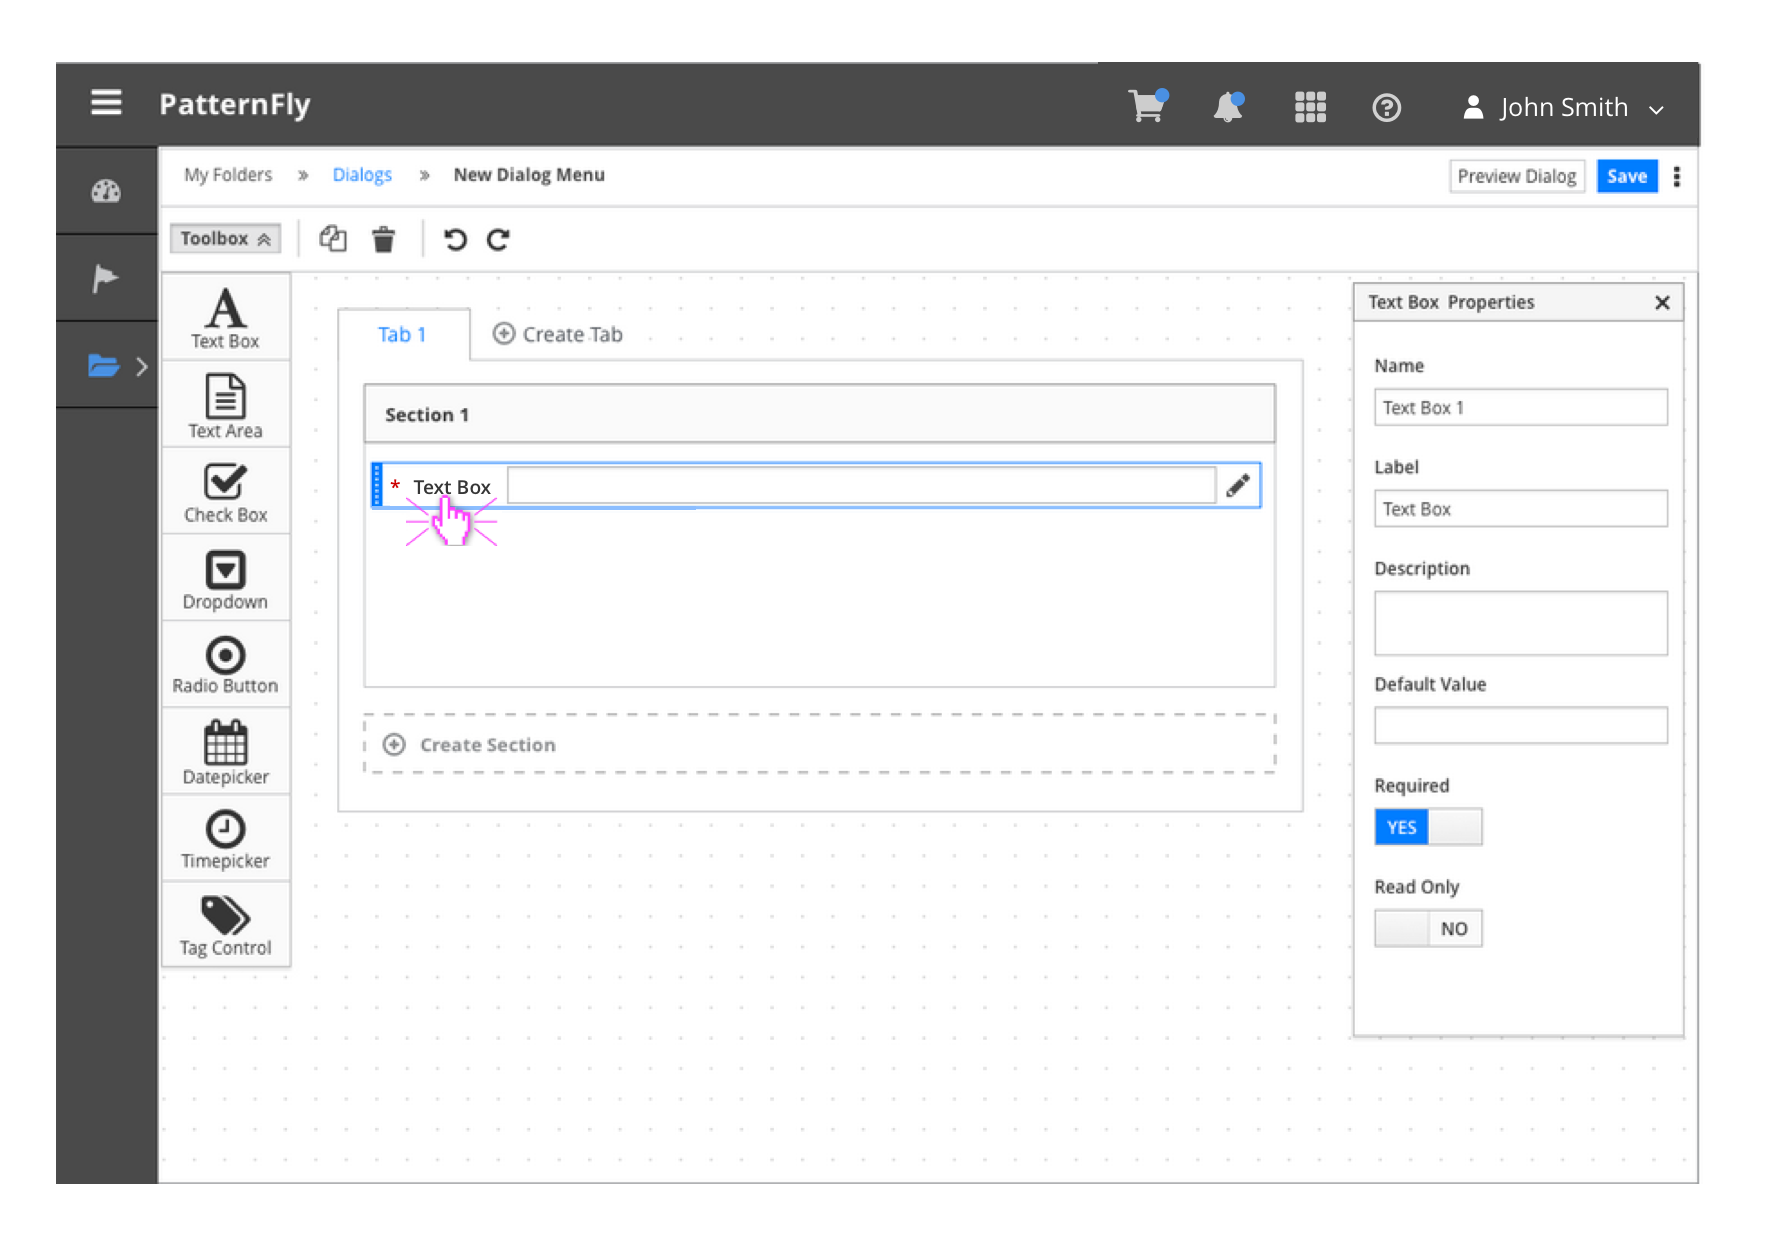 PatternFly
John Smith
My Folders » Dialogs » New Dialog Menu
Preview Dialog
Save
Toolbox
Text Box
Text Area
Check Box
Dropdown
Radio Button
Datepicker
Timepicker
Tag Control
Tab 1
Create Tab
Section 1
* Text Box
Create Section
Text Box Properties
Name
Text Box 1
Label
Text Box
Description
Default Value
Required
YES
Read Only
NO